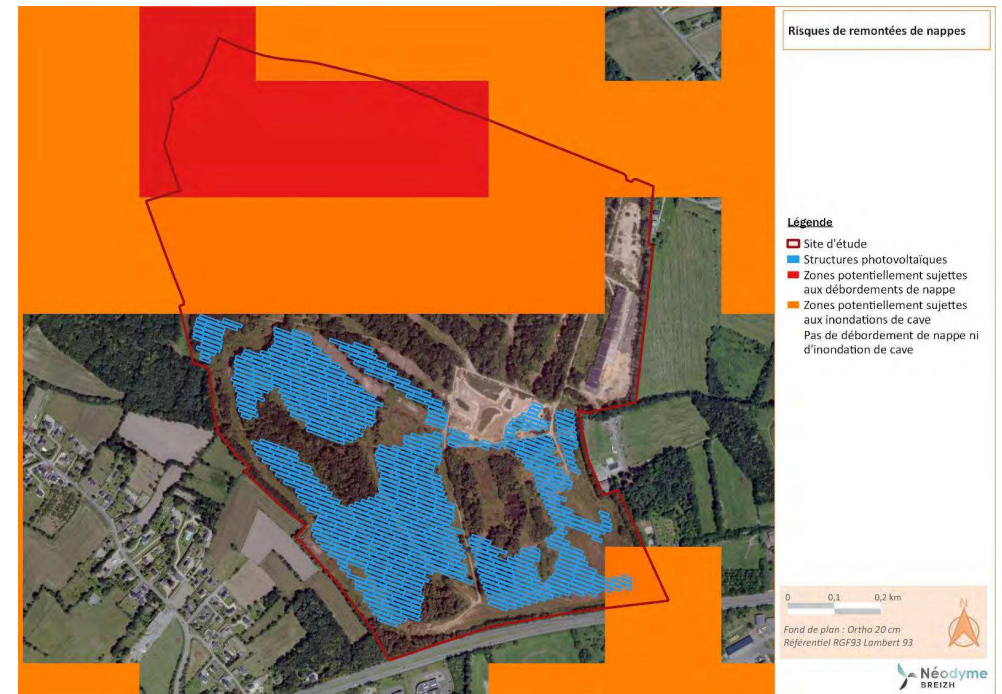 Risques de remontées de nappes
Légende
Site d'étude
Structures photovoltaïques
Zones potentiellement sujettes
aux débordements de nappe
Zones potentiellement sujettes
aux inondations de cave
Pas de débordement de nappe ni
d'inondation de cave
0 0,1 0,2 km
N
Fond de plan : Ortho 20 cm
Référentiel RGF93 Lambert 93
Néodyme
BREIZH